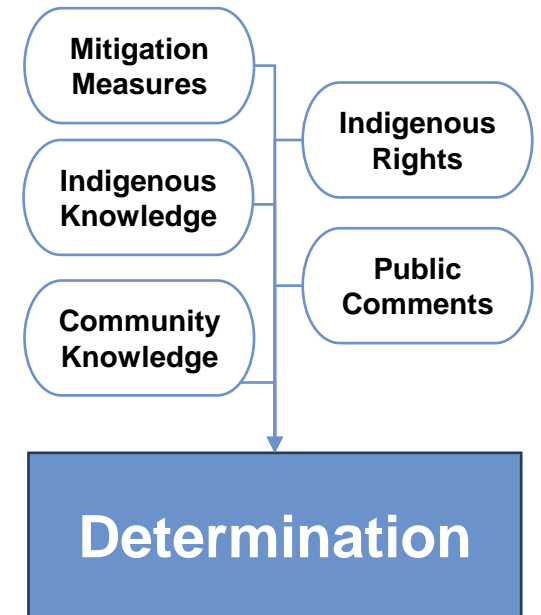 Mitigation
Measures
Indigenous
Rights
Indigenous
Knowledge
Public
Comments
Community
Knowledge
Determination